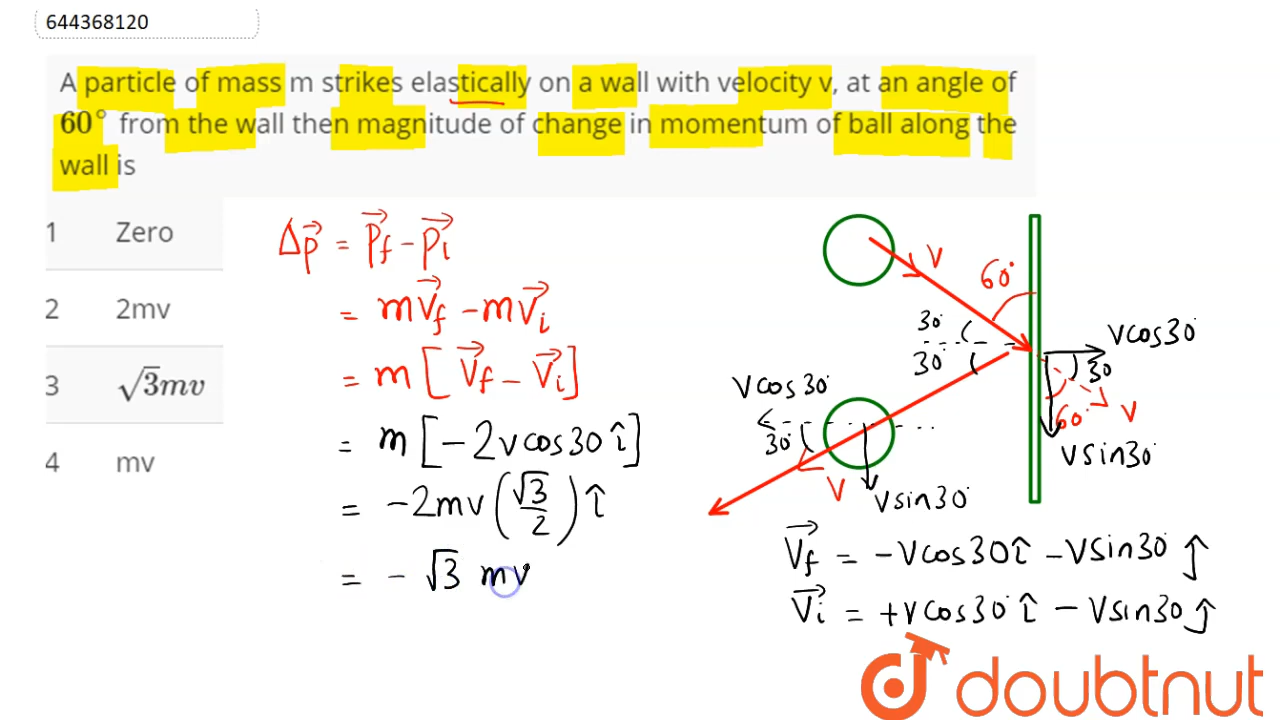 644368120
A particle of mass m strikes elastically on a wall with velocity v, at an angle of
60° from the wall then magnitude of change in momentum of ball along the
wall is
1 Zero
2 2mv
3 √3mv
4 mv
Δp⃗ = p⃗f - p⃗i
= mV⃗f - mV⃗i
= m[V⃗f - V⃗i]
= m[-2vcos30 î]
= -2mv(√3/2) î
= - √3 mv
V
60°
30°
30°
vcos30°
30
60°
V
vsin30°
vcos30°
30°
V
vsin30°
V⃗f = -vcos30 î - vsin30° ĵ
V⃗i = +vcos30° î - vsin30 ĵ
doubtnut